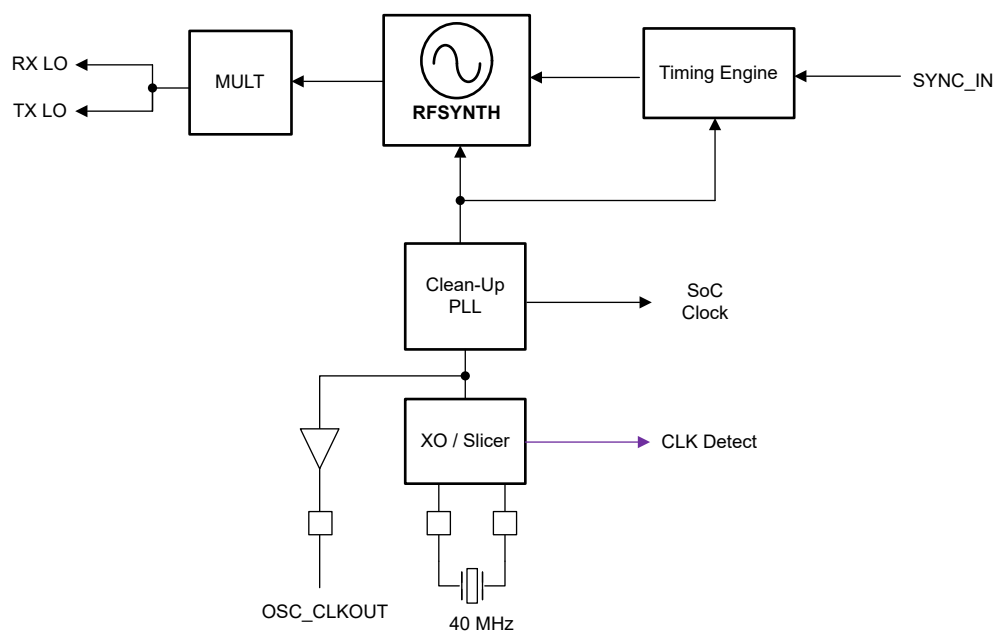 RX LO
TX LO
MULT
RFSYNTH
Timing Engine
SYNC_IN
Clean-Up
PLL
SoC
Clock
XO / Slicer
CLK Detect
OSC_CLKOUT
40 MHz